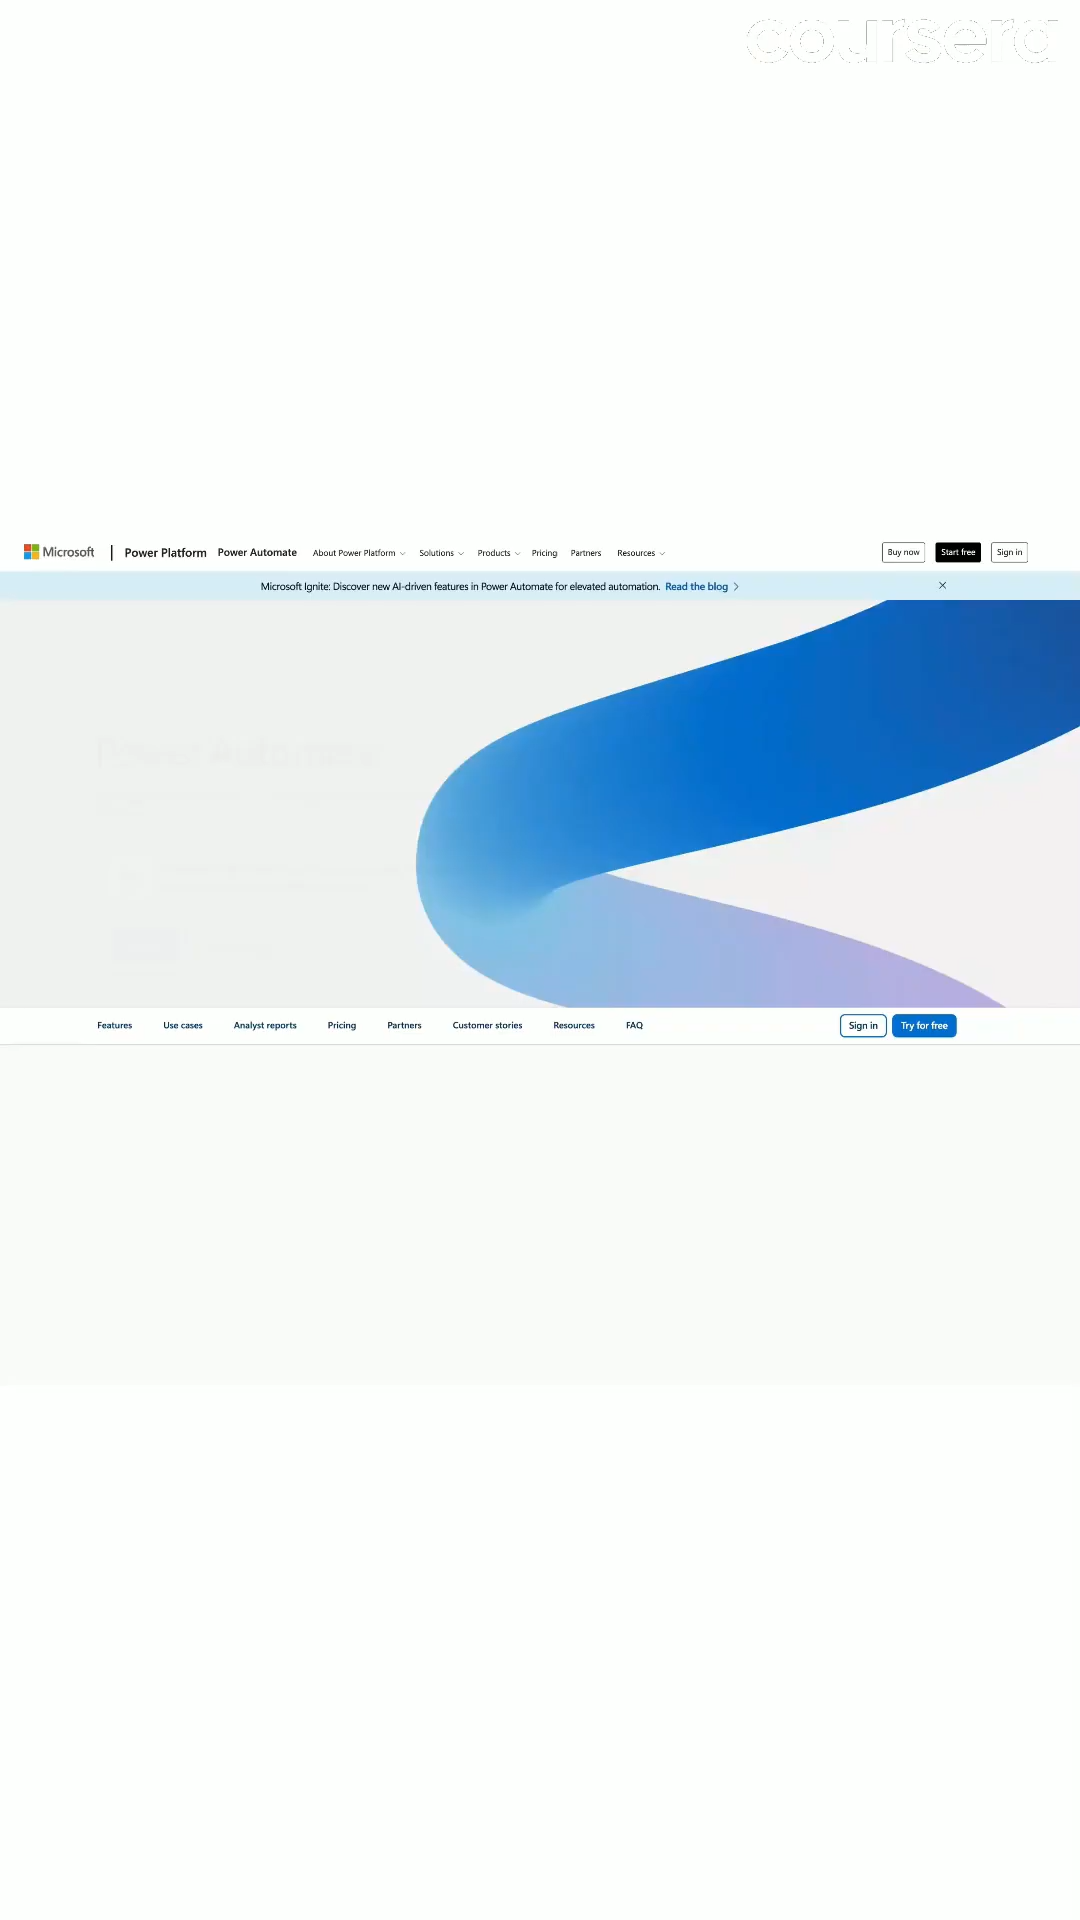 coursera
Microsoft | Power Platform Power Automate About Power Platform Solutions Products Pricing Partners Resources Buy now Start free Sign in
Microsoft Ignite: Discover new AI-driven features in Power Automate for elevated automation. Read the blog
Power Automate
Features Use cases Analyst reports Pricing Partners Customer stories Resources FAQ Sign in Try for free